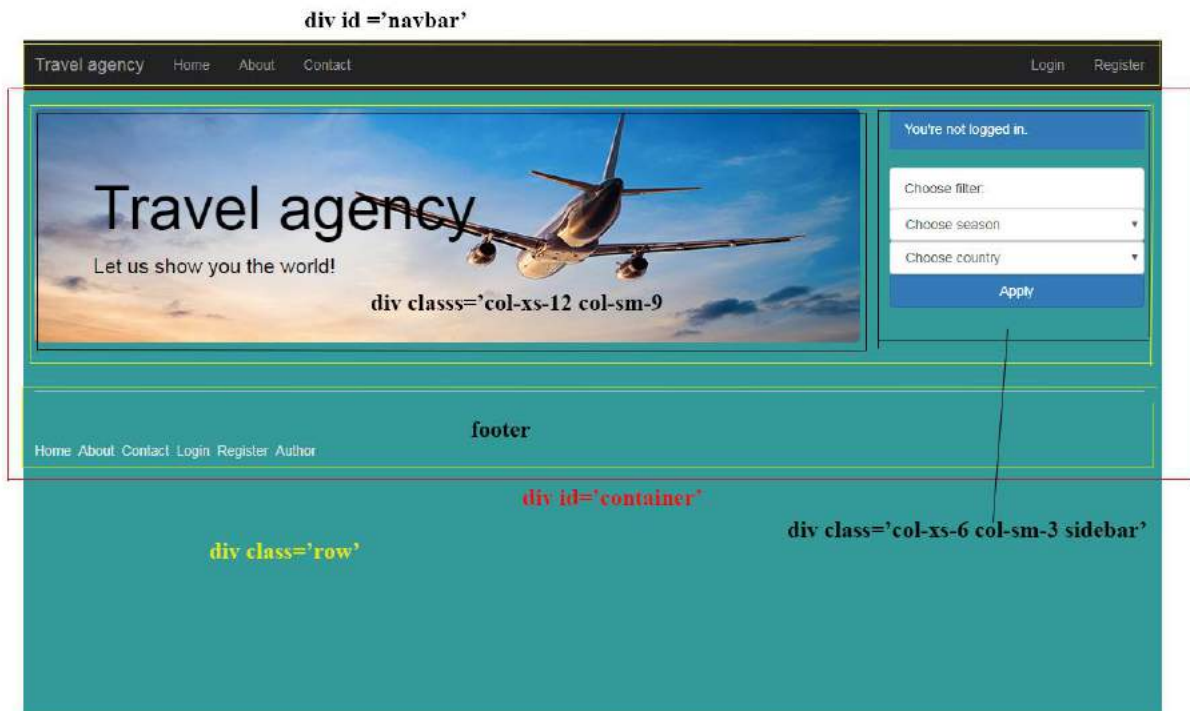 div id ='navbar'
Travel agency Home About Contact Login Register
You're not logged in.
Travel agency
Let us show you the world!
div classs='col-xs-12 col-sm-9
Choose filter:
Choose season
Choose country
Apply
footer
Home About Contact Login Register Author
div id='container'
div class='col-xs-6 col-sm-3 sidebar'
div class='row'